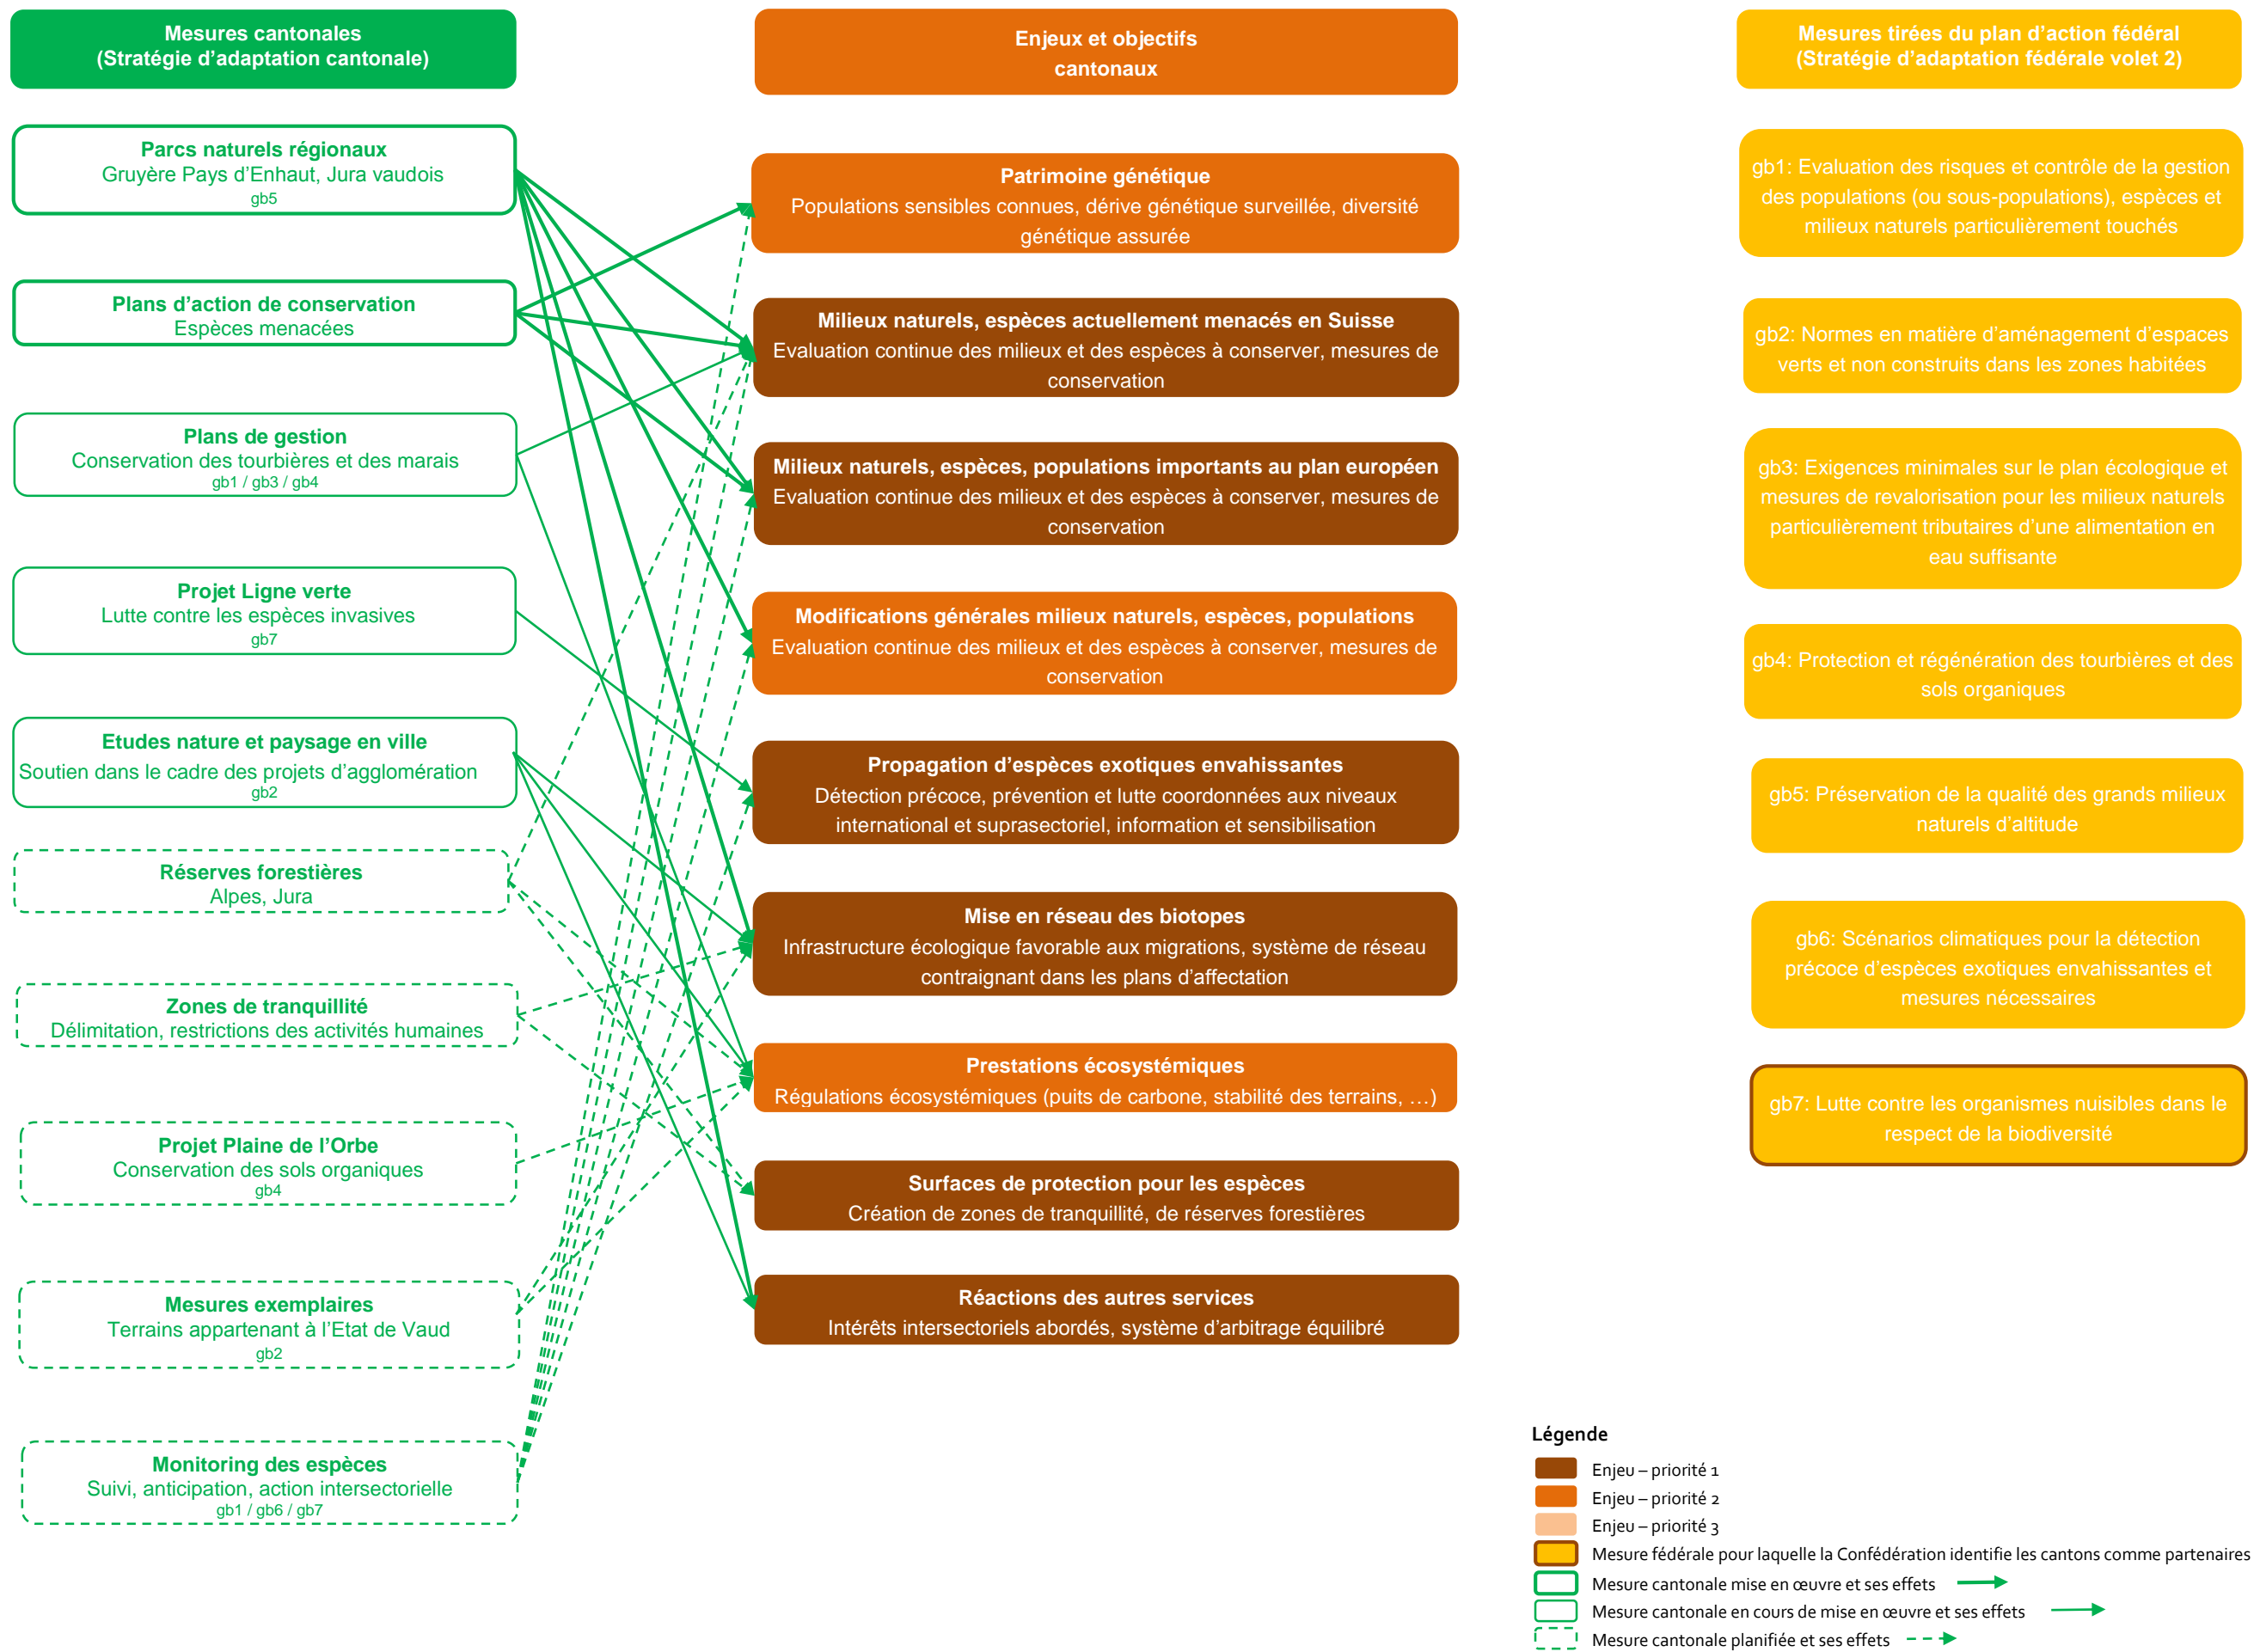 Mesures cantonales
(Stratégie d’adaptation cantonale)
Parcs naturels régionaux
Gruyère Pays d’Enhaut, Jura vaudois
gb5
Plans d’action de conservation
Espèces menacées
Plans de gestion
Conservation des tourbières et des marais
gb1 / gb3 / gb4
Projet Ligne verte
Lutte contre les espèces invasives
gb7
Etudes nature et paysage en ville
Soutien dans le cadre des projets d’agglomération
gb2
Réserves forestières
Alpes, Jura
Zones de tranquillité
Délimitation, restrictions des activités humaines
Projet Plaine de l’Orbe
Conservation des sols organiques
gb4
Mesures exemplaires
Terrains appartenant à l’Etat de Vaud
gb2
Monitoring des espèces
Suivi, anticipation, action intersectorielle
gb1 / gb6 / gb7
Enjeux et objectifs
cantonaux
Patrimoine génétique
Populations sensibles connues, dérive génétique surveillée, diversité
génétique assurée
Milieux naturels, espèces actuellement menacés en Suisse
Evaluation continue des milieux et des espèces à conserver, mesures de
conservation
Milieux naturels, espèces, populations importants au plan européen
Evaluation continue des milieux et des espèces à conserver, mesures de
conservation
Modifications générales milieux naturels, espèces, populations
Evaluation continue des milieux et des espèces à conserver, mesures de
conservation
Propagation d’espèces exotiques envahissantes
Détection précoce, prévention et lutte coordonnées aux niveaux
international et suprasectoriel, information et sensibilisation
Mise en réseau des biotopes
Infrastructure écologique favorable aux migrations, système de réseau
contraignant dans les plans d’affectation
Prestations écosystémiques
Régulations écosystémiques (puits de carbone, stabilité des terrains, …)
Surfaces de protection pour les espèces
Création de zones de tranquillité, de réserves forestières
Réactions des autres services
Intérêts intersectoriels abordés, système d’arbitrage équilibré
Mesures tirées du plan d’action fédéral
(Stratégie d’adaptation fédérale volet 2)
gb1: Evaluation des risques et contrôle de la gestion
des populations (ou sous-populations), espèces et
milieux naturels particulièrement touchés
gb2: Normes en matière d’aménagement d’espaces
verts et non construits dans les zones habitées
gb3: Exigences minimales sur le plan écologique et
mesures de revalorisation pour les milieux naturels
particulièrement tributaires d’une alimentation en
eau suffisante
gb4: Protection et régénération des tourbières et des
sols organiques
gb5: Préservation de la qualité des grands milieux
naturels d’altitude
gb6: Scénarios climatiques pour la détection
précoce d’espèces exotiques envahissantes et
mesures nécessaires
gb7: Lutte contre les organismes nuisibles dans le
respect de la biodiversité
Légende
Enjeu – priorité 1
Enjeu – priorité 2
Enjeu – priorité 3
Mesure fédérale pour laquelle la Confédération identifie les cantons comme partenaires
Mesure cantonale mise en œuvre et ses effets
Mesure cantonale en cours de mise en œuvre et ses effets
Mesure cantonale planifiée et ses effets